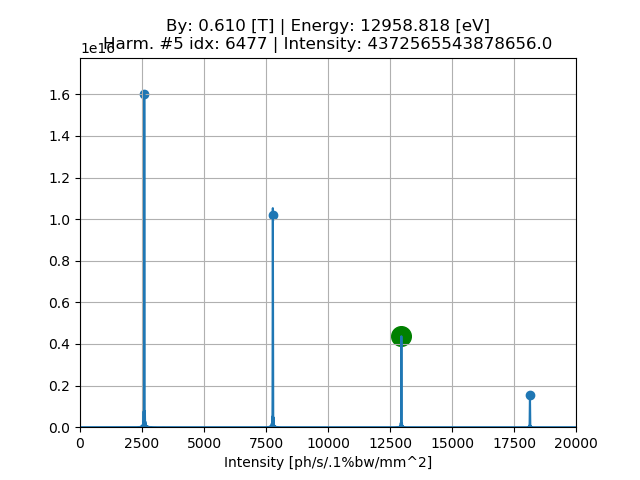 By: 0.610 [T] | Energy: 12958.818 [eV]
Harm. #5 idx: 6477 | Intensity: 4372565543878656.0
1e16
1.6
1.4
1.2
1.0
0.8
0.6
0.4
0.2
0.0
0 2500 5000 7500 10000 12500 15000 17500 20000
Intensity [ph/s/.1%bw/mm^2]